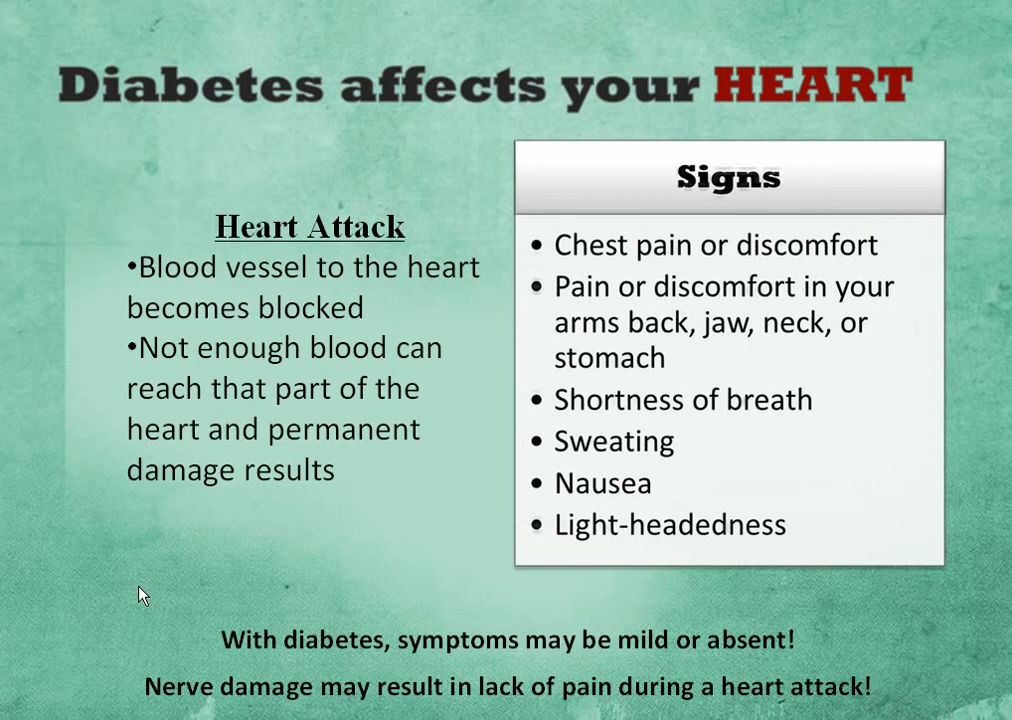 Diabetes affects your HEART
Heart Attack
•Blood vessel to the heart
becomes blocked
•Not enough blood can
reach that part of the
heart and permanent
damage results
Signs
• Chest pain or discomfort
• Pain or discomfort in your
arms back, jaw, neck, or
stomach
• Shortness of breath
• Sweating
• Nausea
• Light-headedness
With diabetes, symptoms may be mild or absent!
Nerve damage may result in lack of pain during a heart attack!